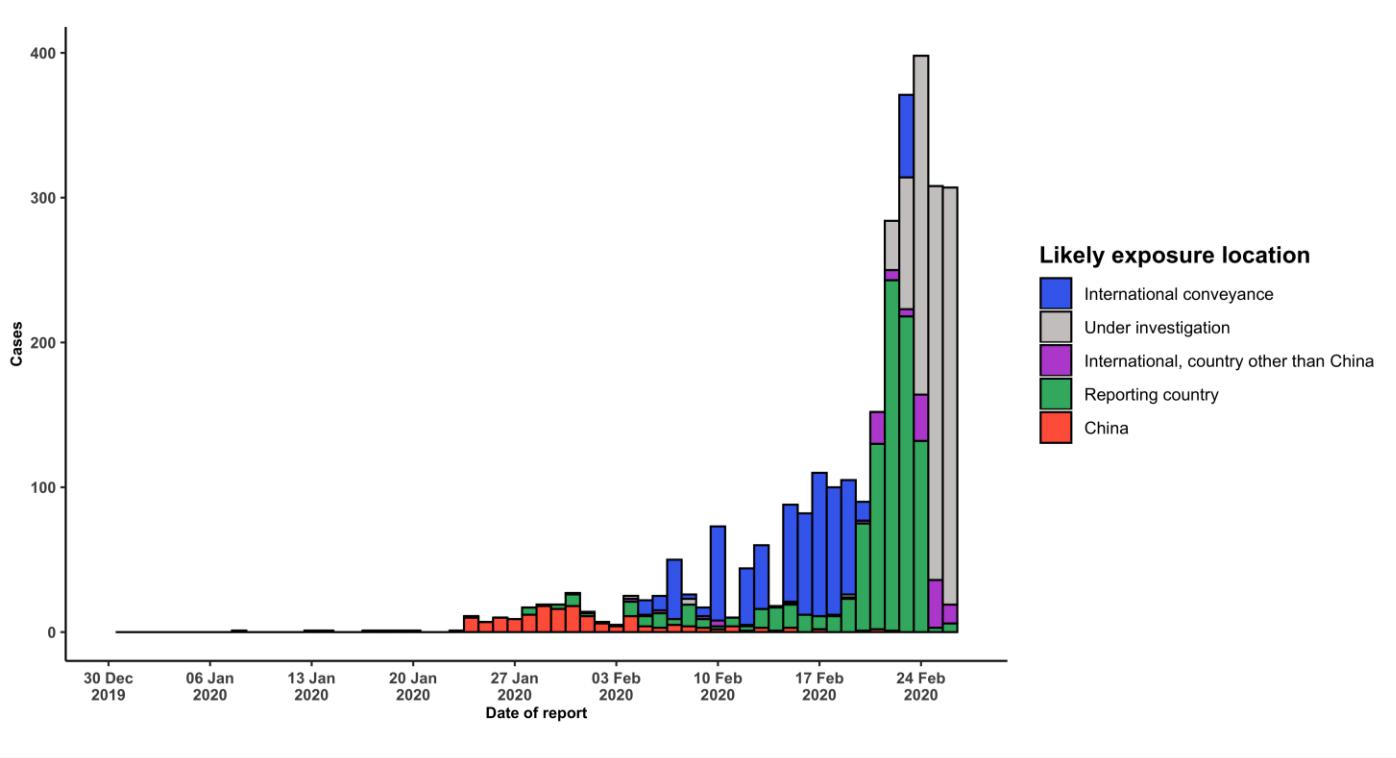 400
300
200
100
0
Cases
30 Dec
2019
06 Jan
2020
13 Jan
2020
20 Jan
2020
27 Jan
2020
03 Feb
2020
10 Feb
2020
17 Feb
2020
24 Feb
2020
Date of report
Likely exposure location
International conveyance
Under investigation
International, country other than China
Reporting country
China